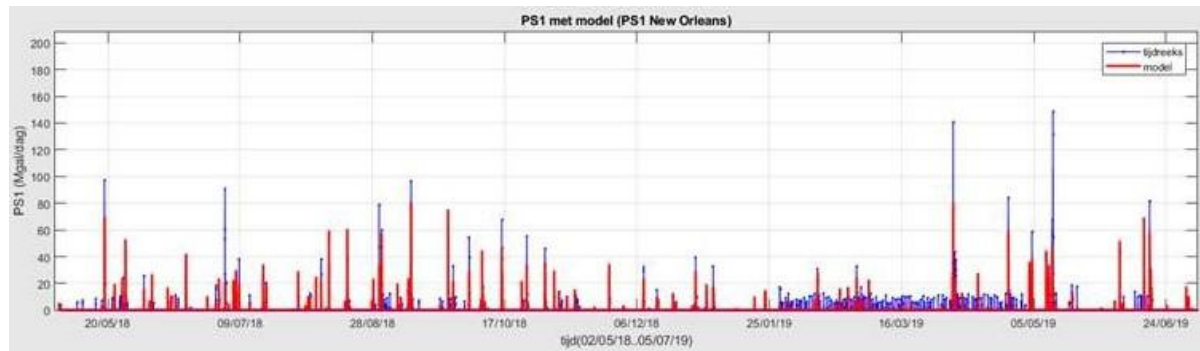 PS1 met model (PS1 New Orleans)
200
180
160
140
120
100
80
60
40
20
0
PS1 (Mgal/dag)
tijdreeks
model
20/05/18 09/07/18 28/08/18 17/10/18 06/12/18 25/01/19 16/03/19 05/05/19 24/06/19
tijd(02/05/18..05/07/19)